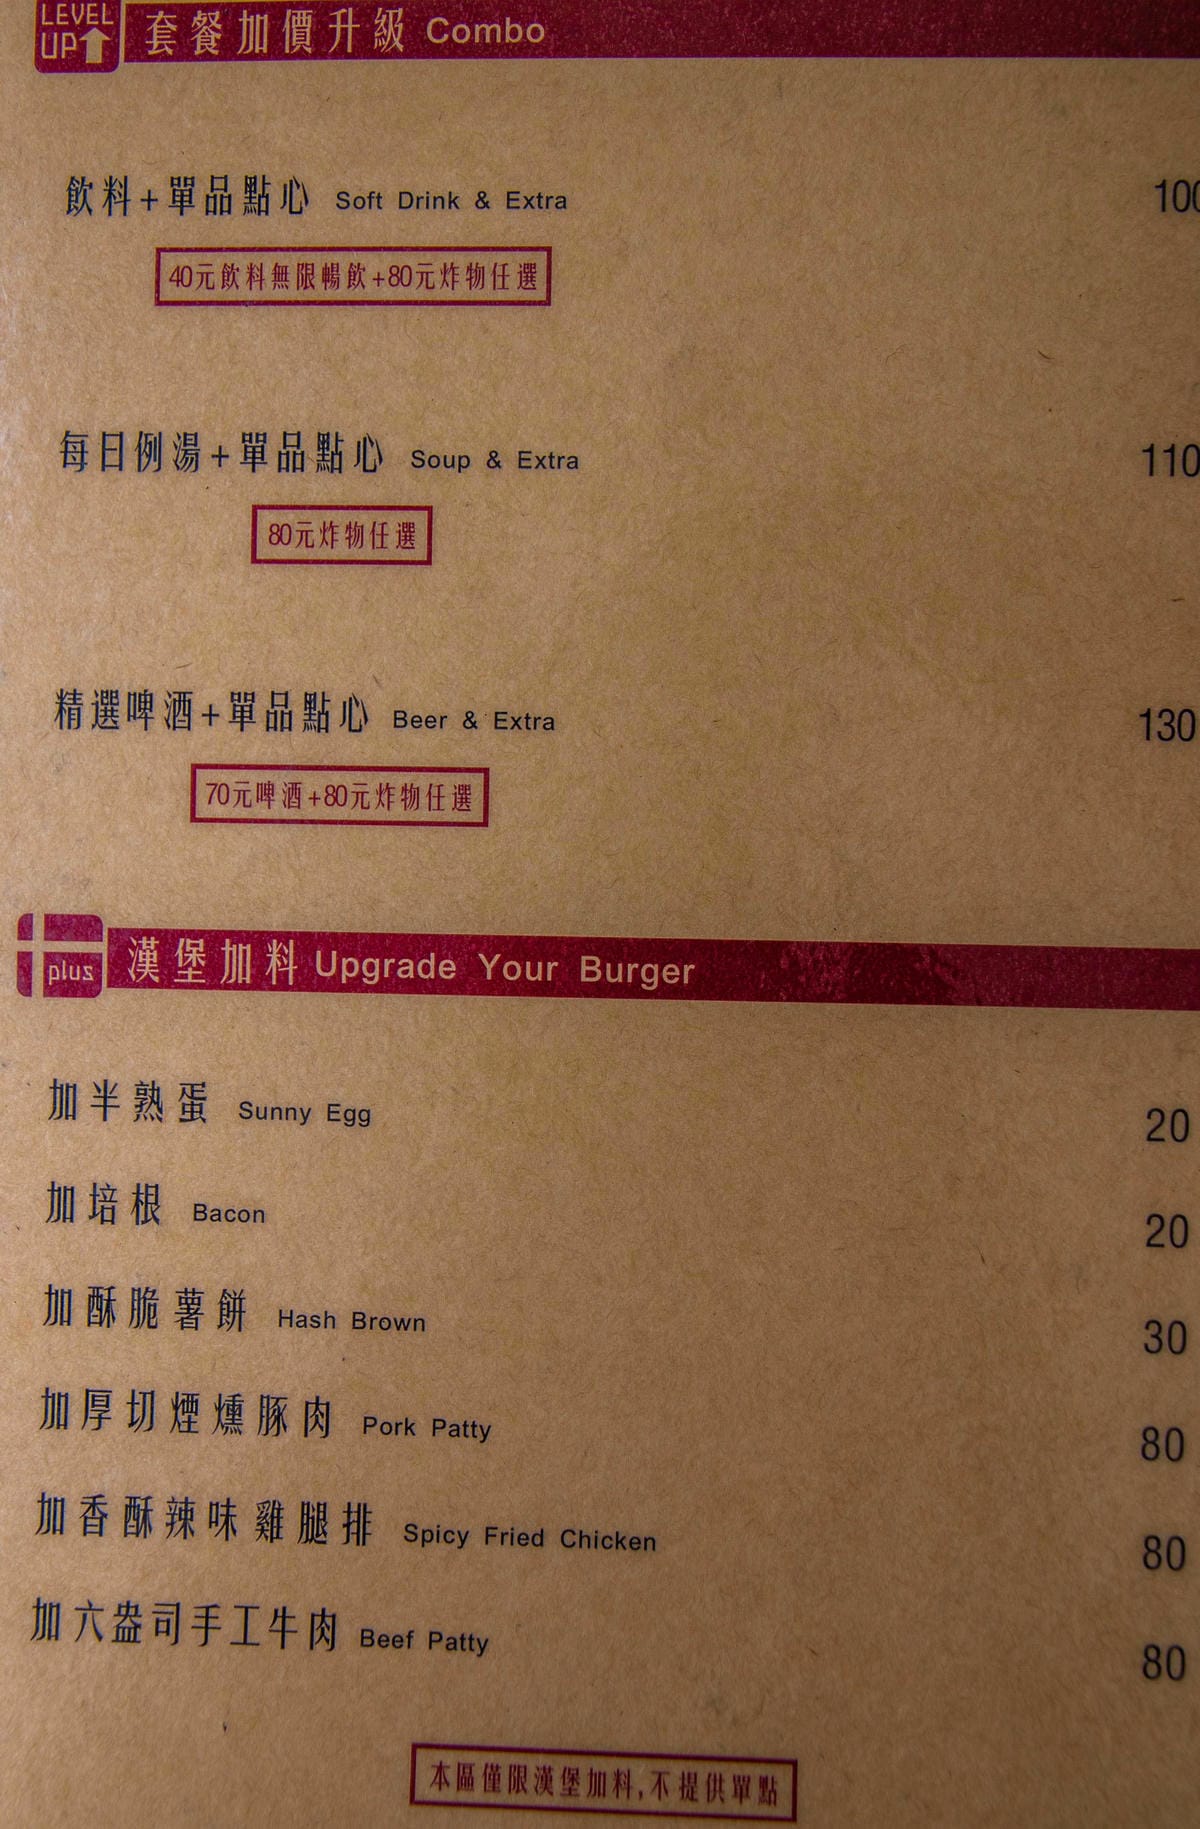 LEVEL
UP
套餐加價升級 Combo
飲料+單品點心 Soft Drink & Extra 100
40元飲料無限暢飲+80元炸物任選
每日例湯+單品點心 Soup & Extra 110
80元炸物任選
精選啤酒+單品點心 Beer & Extra 130
70元啤酒+80元炸物任選
plus 漢堡加料 Upgrade Your Burger
加半熟蛋 Sunny Egg 20
加培根 Bacon 20
加酥脆薯餅 Hash Brown 30
加厚切煙燻豚肉 Pork Patty 80
加香酥辣味雞腿排 Spicy Fried Chicken 80
加六盎司手工牛肉 Beef Patty 80
本區僅限漢堡加料,不提供單點